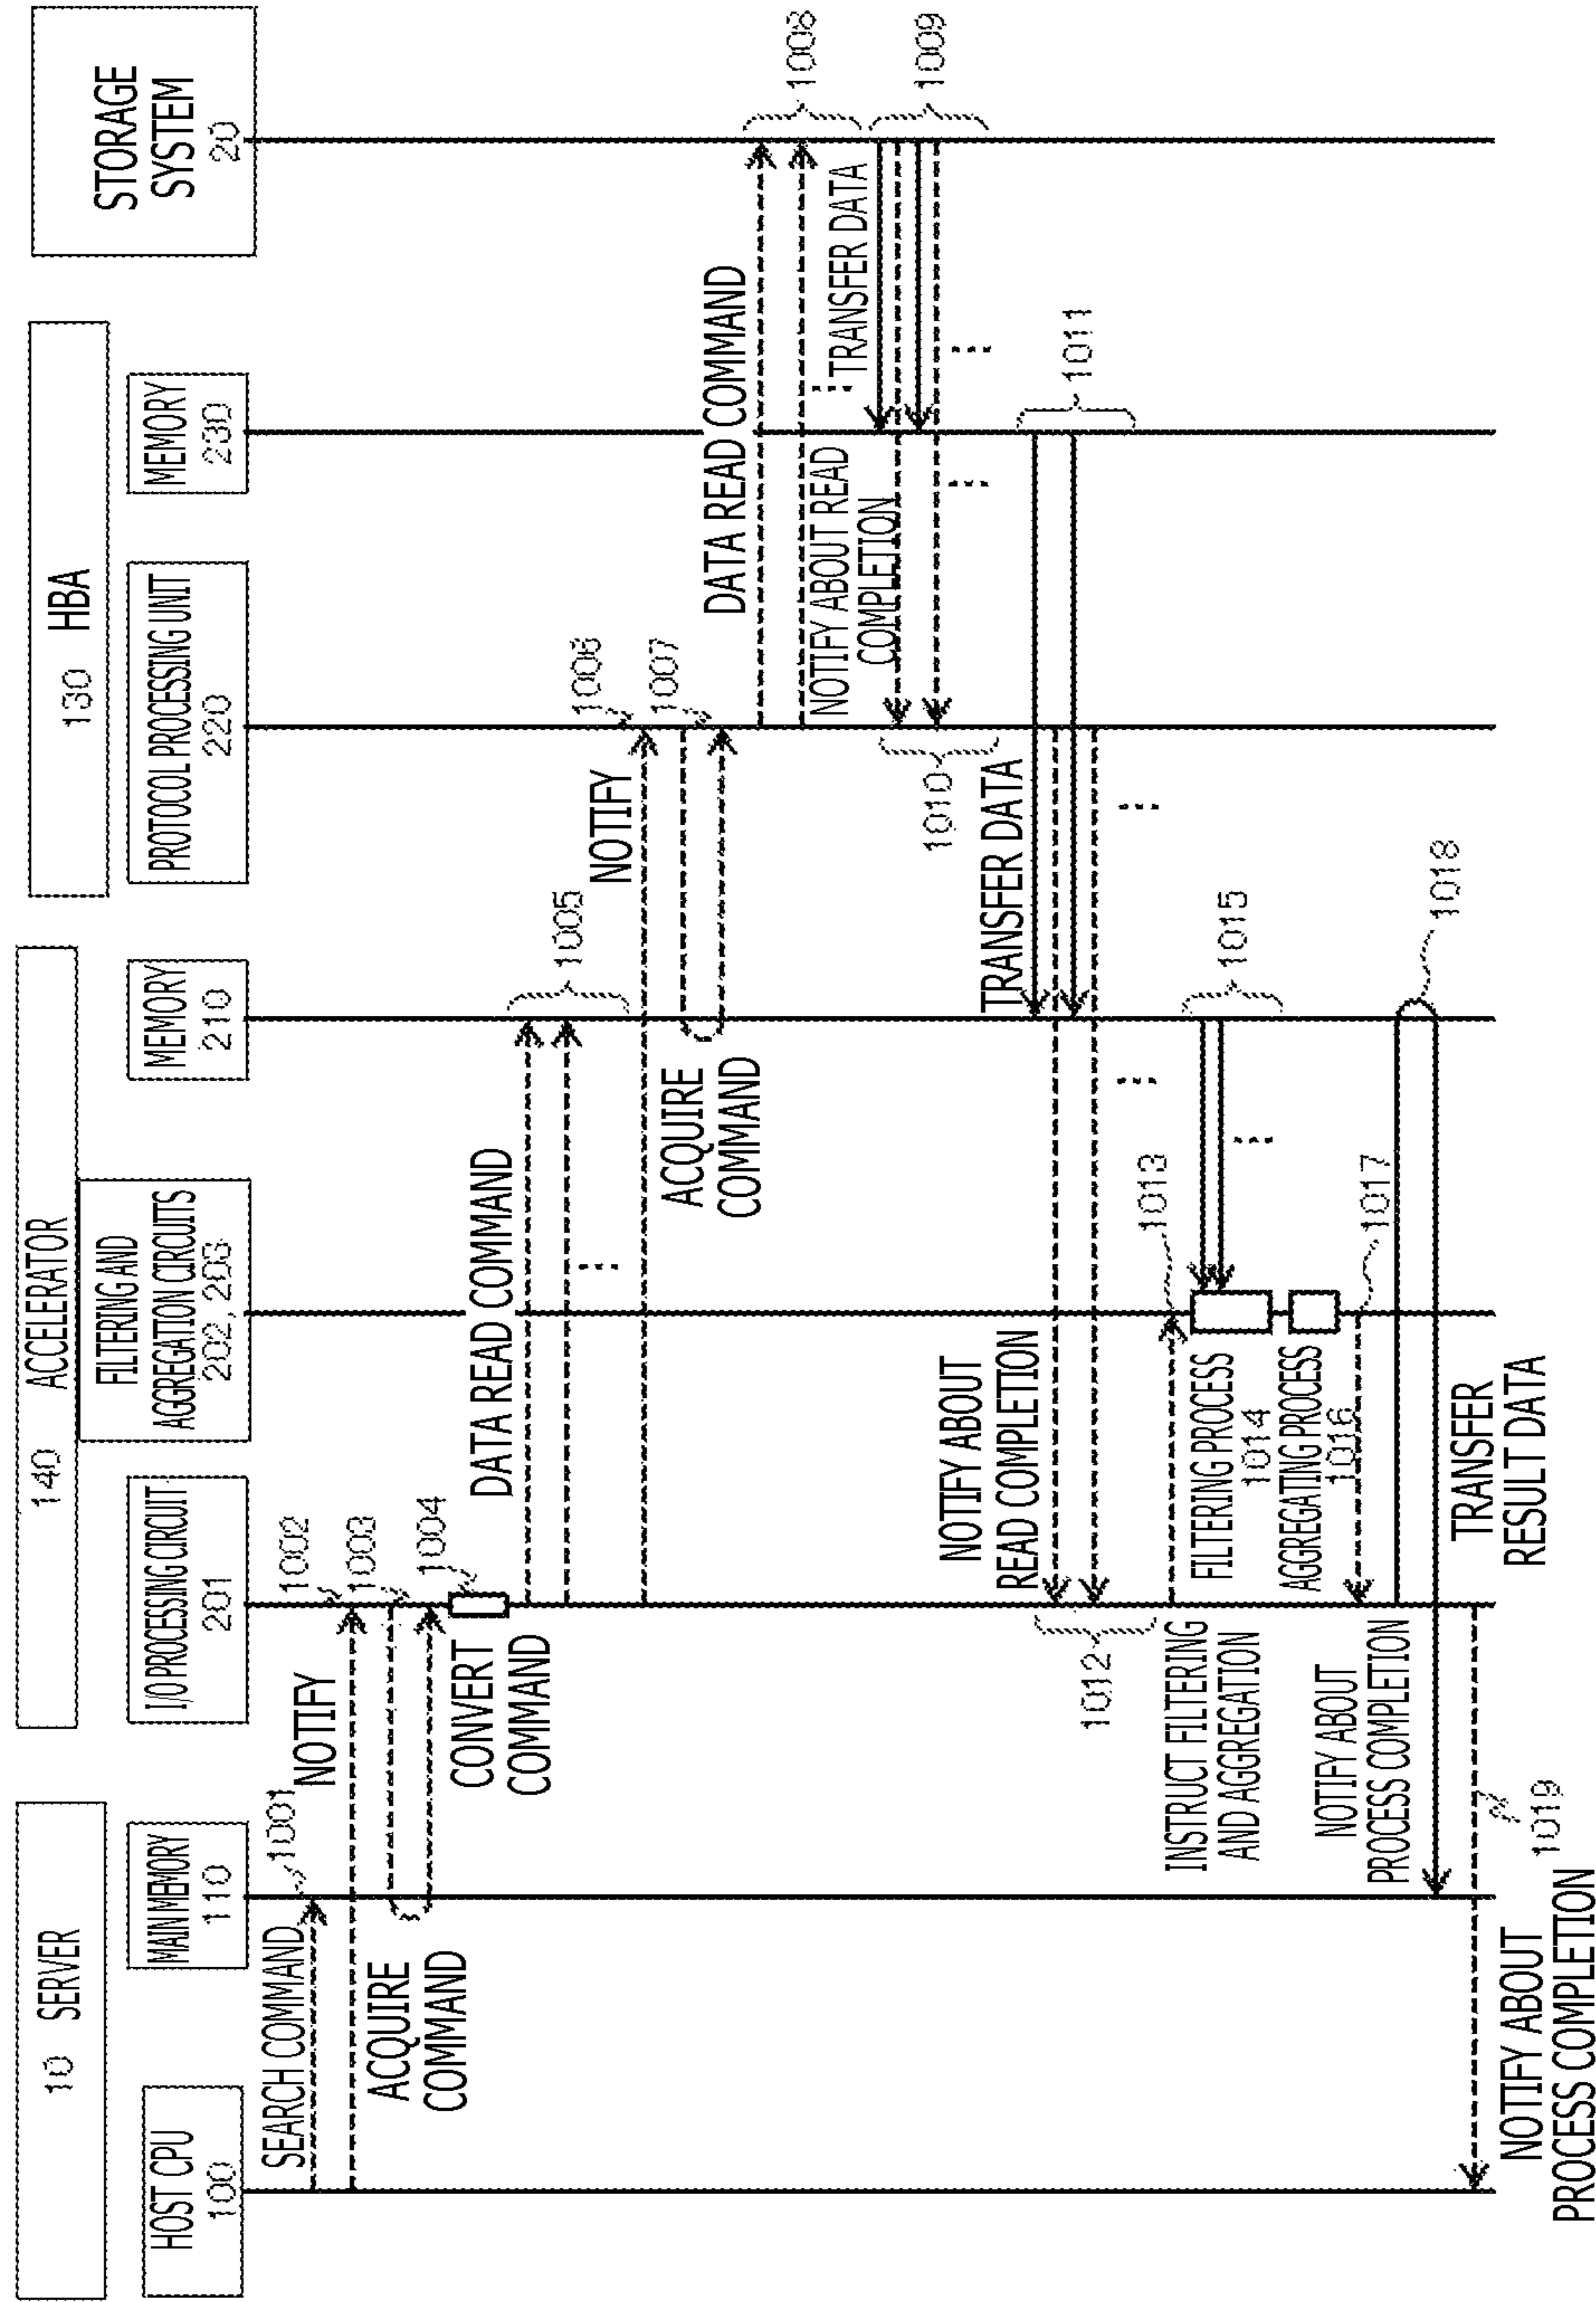 10 SERVER
HOST CPU
100
MAIN MEMORY
110
140 ACCELERATOR
I/O PROCESSING CIRCUIT
201
FILTERING AND
AGGREGATION CIRCUITS
202, 203
MEMORY
210
130 HBA
PROTOCOL PROCESSING UNIT
220
MEMORY
230
STORAGE
SYSTEM
20
SEARCH COMMAND
1001
NOTIFY
1002
ACQUIRE
COMMAND
1003
CONVERT
COMMAND
1004
DATA READ COMMAND
1005
NOTIFY
1006
ACQUIRE
COMMAND
1007
DATA READ COMMAND
1008
TRANSFER DATA
1009
NOTIFY ABOUT READ
COMPLETION
1010
TRANSFER DATA
1011
NOTIFY ABOUT
READ COMPLETION
1012
INSTRUCT FILTERING
AND AGGREGATION
1013
FILTERING PROCESS
1014
1015
AGGREGATING PROCESS
1016
NOTIFY ABOUT
PROCESS COMPLETION
1017
1018
TRANSFER
RESULT DATA
1019
NOTIFY ABOUT
PROCESS COMPLETION